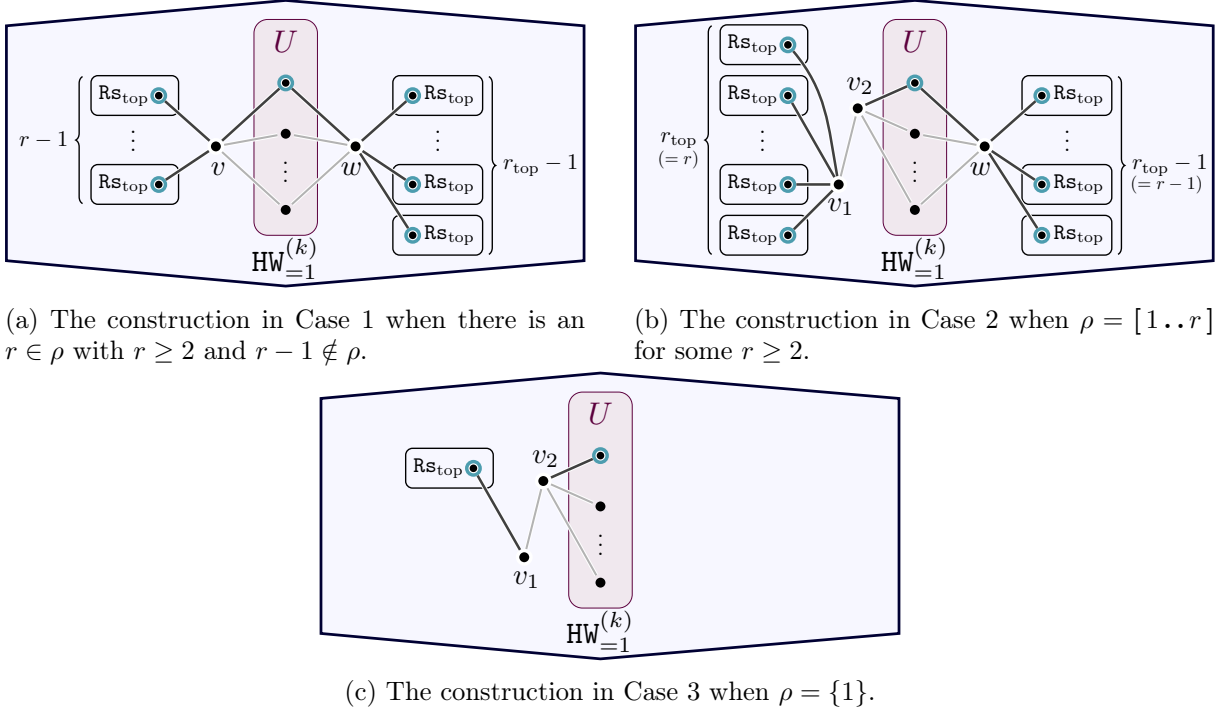 U
Rs_top
r − 1
⋮
Rs_top
v
⋮
w
Rs_top
⋮
Rs_top
Rs_top
r_top − 1
HW_{=1}^{(k)}
(a) The construction in Case 1 when there is an
r ∈ ρ with r ≥ 2 and r − 1 ∉ ρ.
U
Rs_top
Rs_top
r_top
(= r)
⋮
Rs_top
Rs_top
v_1
v_2
⋮
w
Rs_top
⋮
Rs_top
Rs_top
r_top − 1
(= r − 1)
HW_{=1}^{(k)}
(b) The construction in Case 2 when ρ = [1..r]
for some r ≥ 2.
U
Rs_top
v_2
v_1
⋮
HW_{=1}^{(k)}
(c) The construction in Case 3 when ρ = {1}.